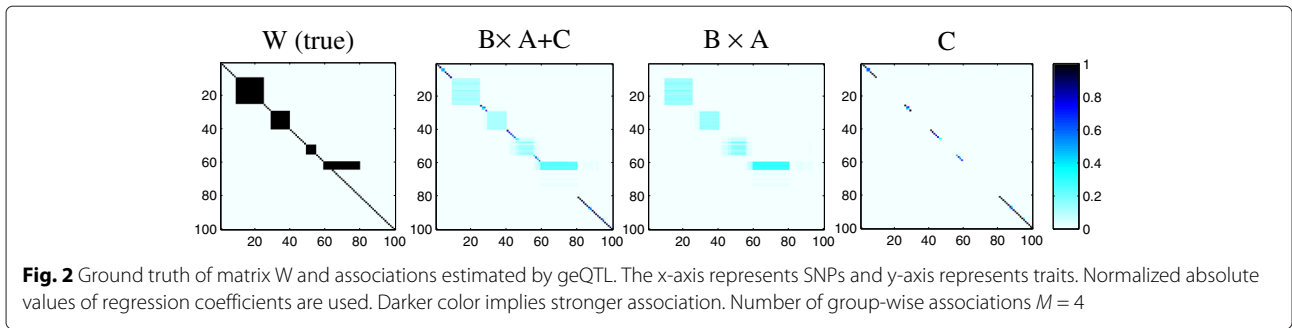 W (true)
B× A+C
B × A
C
20
40
60
80
100
20 40 60 80 100
20
40
60
80
100
20 40 60 80 100
20
40
60
80
100
20 40 60 80 100
20
40
60
80
100
20 40 60 80 100
1
0.8
0.6
0.4
0.2
0
Fig. 2 Ground truth of matrix W and associations estimated by geQTL. The x-axis represents SNPs and y-axis represents traits. Normalized absolute
values of regression coefficients are used. Darker color implies stronger association. Number of group-wise associations M = 4